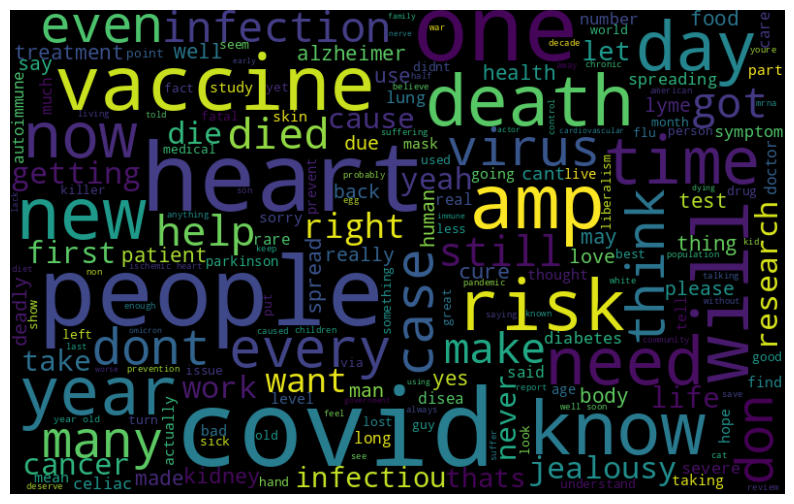 even infection one day
family war decade youre
nerve seem number world food care
treatment point well alzheimer let
say vaccine didnt half away health spreading part
much fact study yet use believe chronic american mrna
autoimmune living told fatal skin lung death lyme got
early cause actor control cardiovascular flu person month symptom
now die died due mask virus used time doctor
medical suffering going cant live
getting killer son probably prevent back yeah real less drug
lack anything egg human immune dying kid
new help right amp liberalism test
sorry rare really still may
first patient parkinson cure love best population thing
diet non ischemic heart keep spread thought think talking
deadly show put something great pandemic white without please research
people case risk will tell
enough caused children saying known community
left omicron dont every make diabetes good
last via said need
take worse prevention issue using report save find
year work want man yes disea never age body life
turn level guy look hope
many actually feel government always suffer well soon
bad lost old long covid know don
year old sick see cat
cancer made kidney infectiou thats jealousy severe
mean celiac hand understand taking
deserve heart review